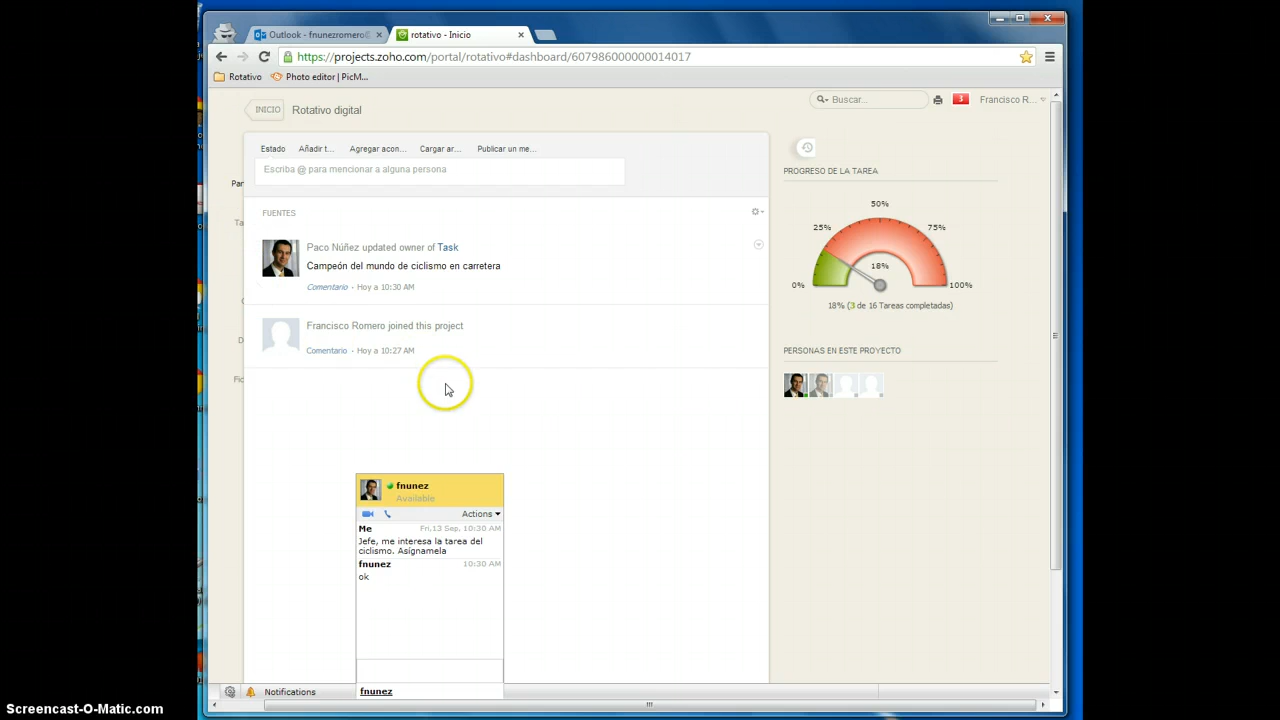 Outlook - fnunezromero@
rotativo - Inicio
https://projects.zoho.com/portal/rotativo#dashboard/607986000000014017
Rotativo
Photo editor | PicM...
INICIO
Rotativo digital
Buscar...
3
Francisco R...
Estado
Añadir t...
Agregar acon...
Cargar ar...
Publicar un me...
Escriba @ para mencionar a alguna persona
FUENTES
Paco Núñez updated owner of Task
Campeón del mundo de ciclismo en carretera
Comentario - Hoy a 10:30 AM
Francisco Romero joined this project
Comentario - Hoy a 10:27 AM
PROGRESO DE LA TAREA
50%
25%
75%
18%
0%
100%
18% (3 de 16 Tareas completadas)
PERSONAS EN ESTE PROYECTO
fnunez
Available
Actions
Me
Fri,13 Sep, 10:30 AM
Jefe, me interesa la tarea del
ciclismo. Asígnamela
fnunez
10:30 AM
ok
Notifications
fnunez
Screencast-O-Matic.com